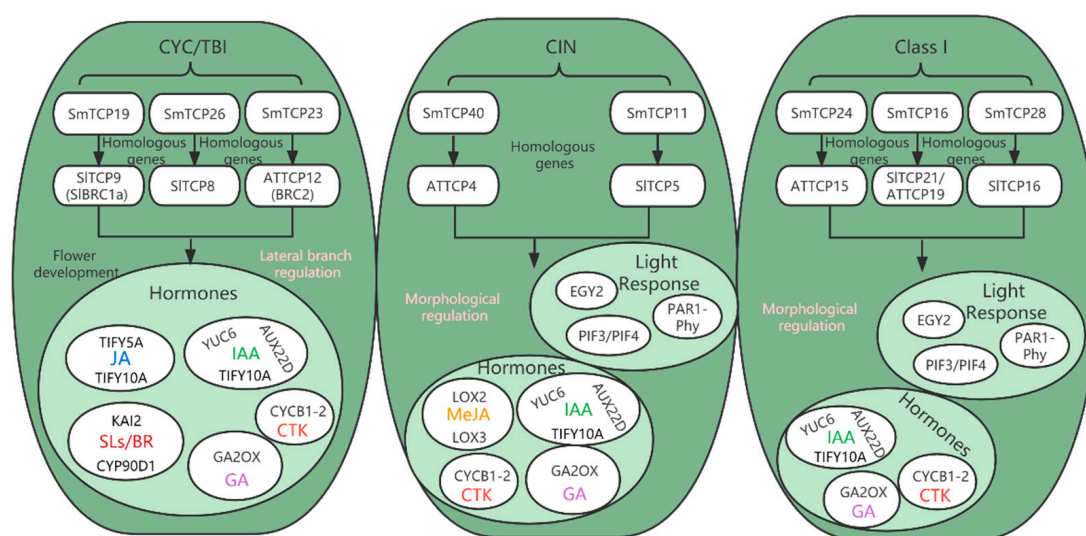 CYC/TBI
SmTCP19
SmTCP26
SmTCP23
Homologous
genes
Homologous
genes
SlTCP9
(SlBRC1a)
SlTCP8
ATTCP12
(BRC2)
Flower
development
Lateral branch
regulation
Hormones
TIFY5A
JA
TIFY10A
YUC6
IAA
AUX22D
TIFY10A
KAI2
SLs/BR
CYP90D1
CYCB1-2
CTK
GA2OX
GA
CIN
SmTCP40
SmTCP11
Homologous
genes
ATTCP4
SlTCP5
Morphological
regulation
Light
Response
EGY2
PIF3/PIF4
PAR1-
Phy
Hormones
LOX2
MeJA
LOX3
YUC6
IAA
AUX22D
TIFY10A
CYCB1-2
CTK
GA2OX
GA
Class I
SmTCP24
SmTCP16
SmTCP28
Homologous
genes
Homologous
genes
ATTCP15
SlTCP21/
ATTCP19
SlTCP16
Morphological
regulation
Light
Response
EGY2
PIF3/PIF4
PAR1-
Phy
Hormones
YUC6
IAA
AUX22D
TIFY10A
GA2OX
GA
CYCB1-2
CTK